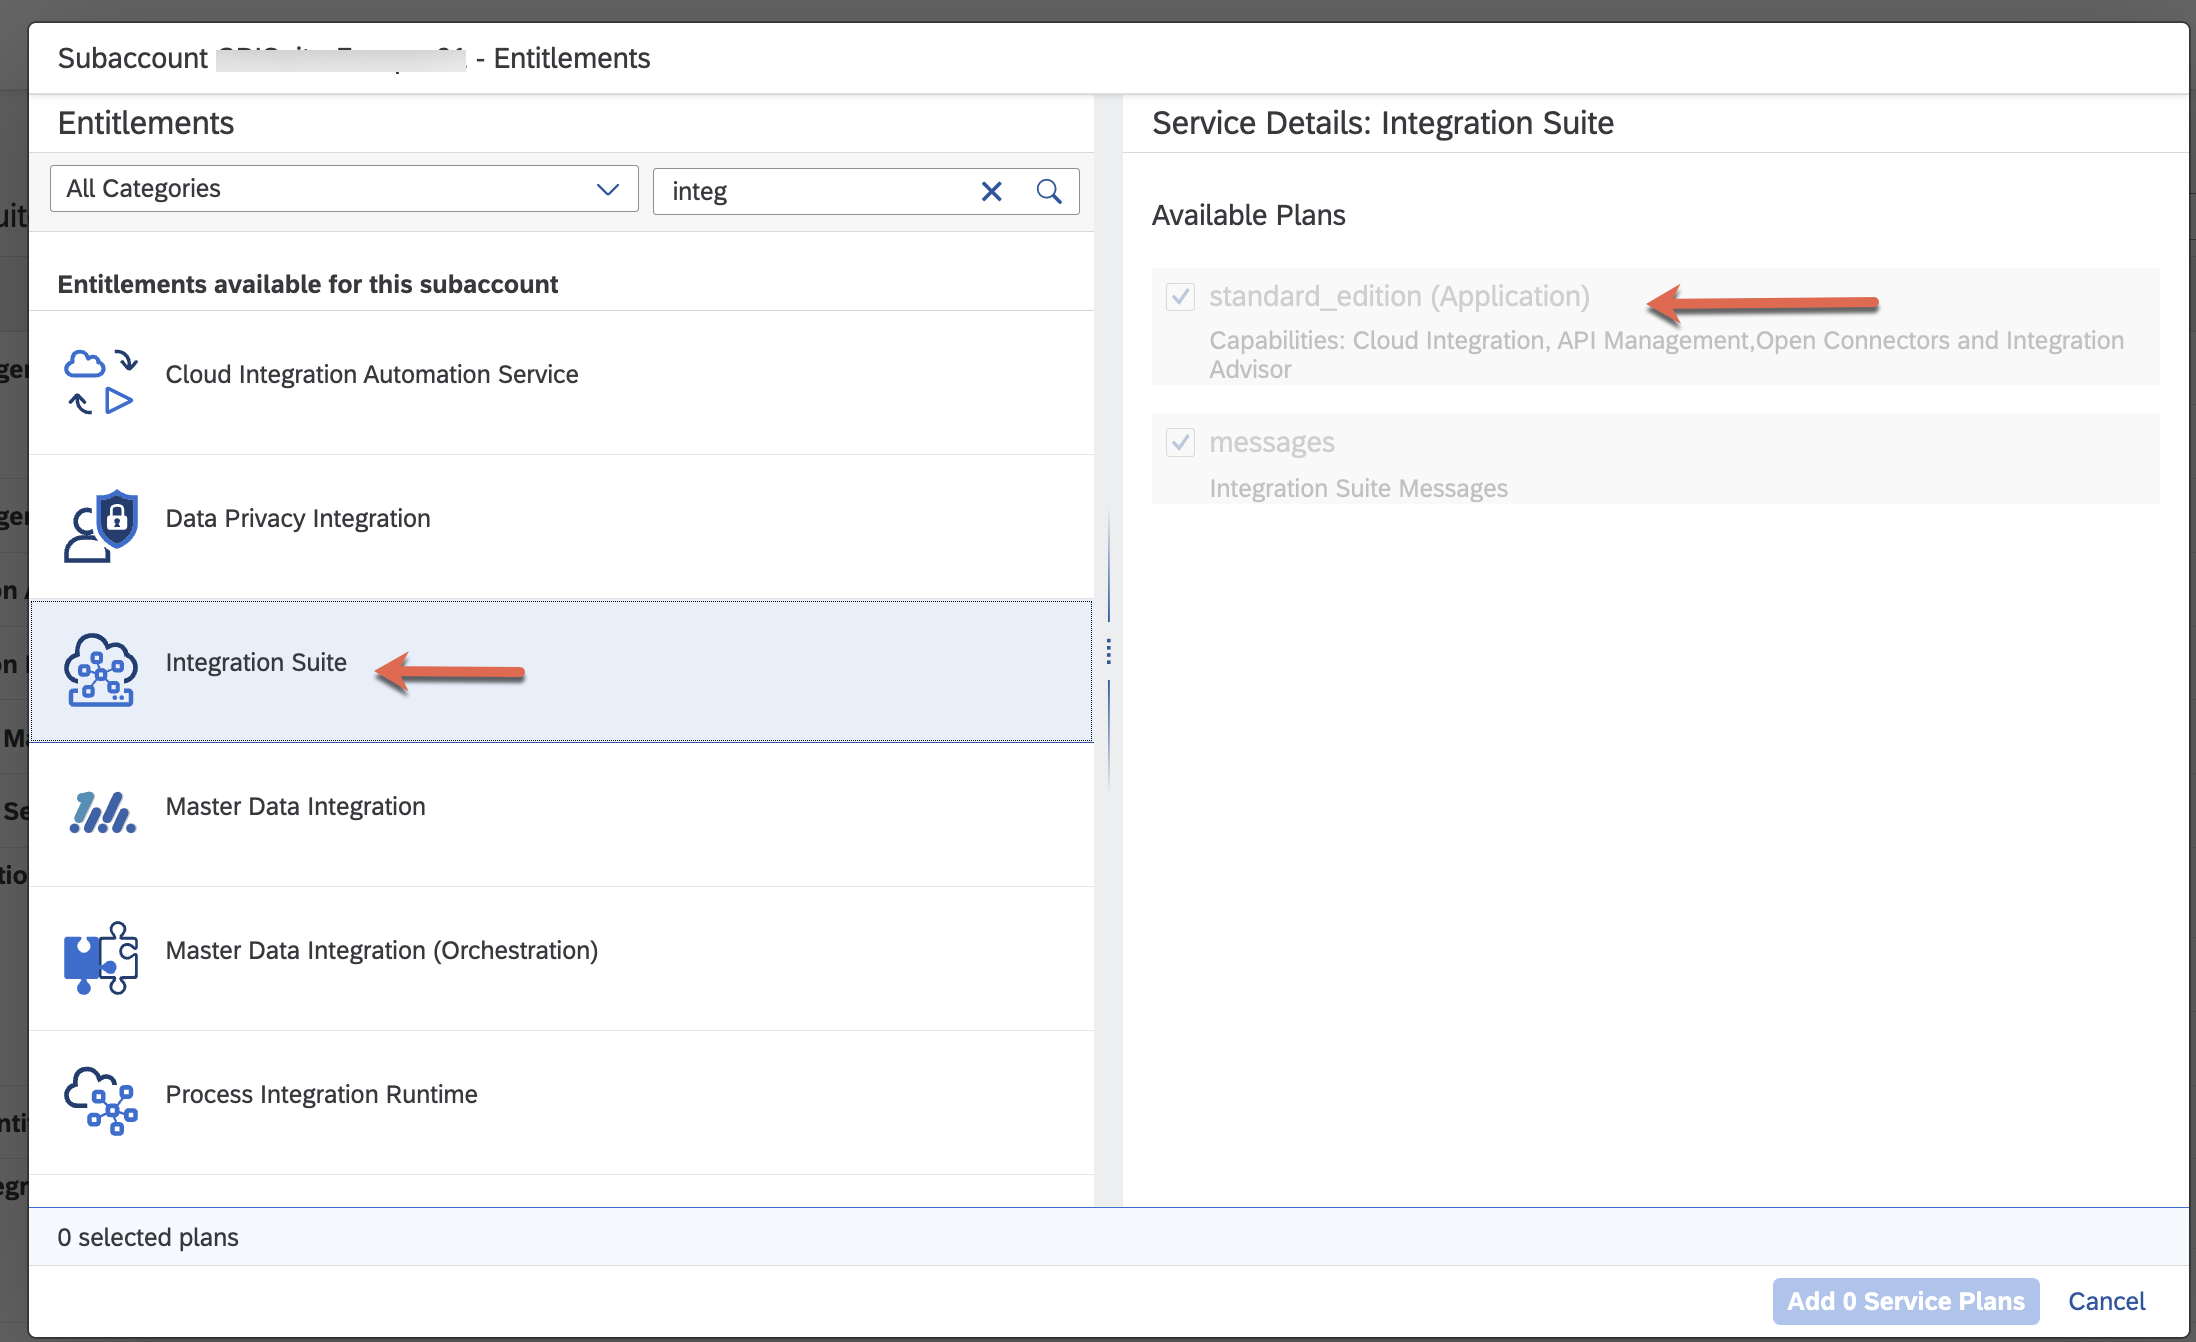 Subaccount - Entitlements
Entitlements
Service Details: Integration Suite
All Categories
integ
Available Plans
Entitlements available for this subaccount
standard_edition (Application)
Capabilities: Cloud Integration, API Management,Open Connectors and Integration
Advisor
Cloud Integration Automation Service
messages
Integration Suite Messages
Data Privacy Integration
Integration Suite
Master Data Integration
Master Data Integration (Orchestration)
Process Integration Runtime
0 selected plans
Add 0 Service Plans
Cancel